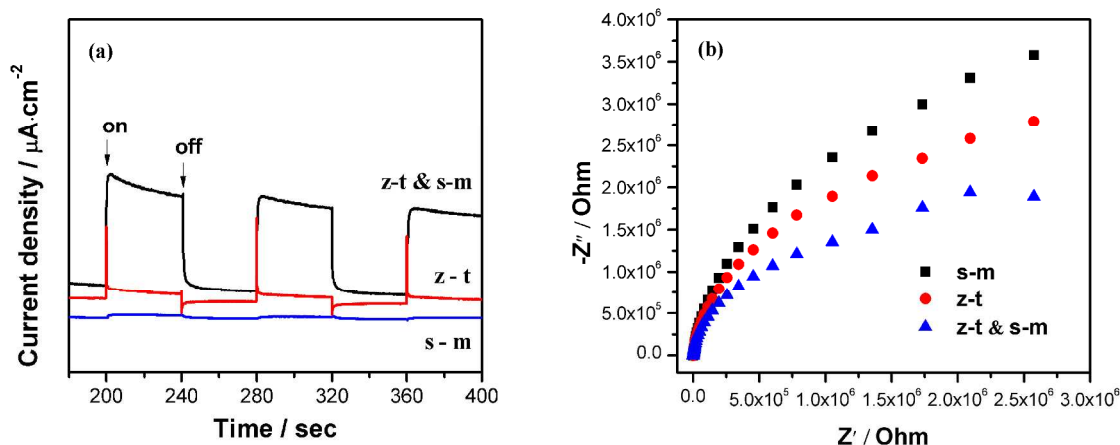 (a)
on
off
z-t & s-m
z - t
s - m
Current density / μA·cm⁻²
200 240 280 320 360 400
Time / sec
(b)
4.0x10⁶
3.5x10⁶
3.0x10⁶
2.5x10⁶
2.0x10⁶
1.5x10⁶
1.0x10⁶
5.0x10⁵
0.0
-Z″ / Ohm
s-m
z-t
z-t & s-m
0.0 5.0x10⁵ 1.0x10⁶ 1.5x10⁶ 2.0x10⁶ 2.5x10⁶ 3.0x10⁶
Z′ / Ohm